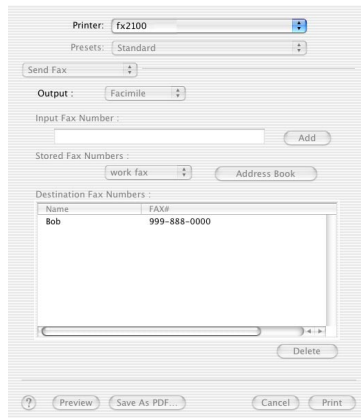 Printer: fx2100
Presets: Standard
Send Fax
Output : Facimile
Input Fax Number :
Add
Stored Fax Numbers :
work fax Address Book
Destination Fax Numbers :
Name FAX#
Bob 999-888-0000
Delete
? Preview Save As PDF... Cancel Print